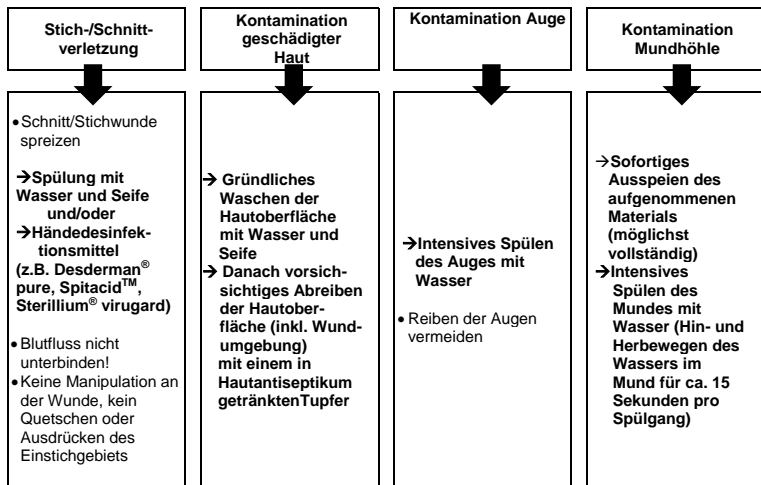 Stich-/Schnitt-
verletzung
Kontamination
geschädigter
Haut
Kontamination Auge
Kontamination
Mundhöhle
• Schnitt/Stichwunde
spreizen
→Spülung mit
Wasser und Seife
und/oder
→Händedesinfek-
tionsmittel
(z.B. Desderman®
pure, Spitacid™,
Sterillium® virugard)
• Blutfluss nicht
unterbinden!
• Keine Manipulation an
der Wunde, kein
Quetschen oder
Ausdrücken des
Einstichgebiets
→ Gründliches
Waschen der
Hautoberfläche
mit Wasser und
Seife
→ Danach vorsich-
sichtiges Abreiben
der Hautober-
fläche (inkl. Wund-
umgebung)
mit einem in
Hautantiseptikum
getränktenTupfer
→Intensives Spülen
des Auges mit
Wasser
• Reiben der Augen
vermeiden
→Sofortiges
Ausspeien des
aufgenommenen
Materials
(möglichst
vollständig)
→Intensives
Spülen des
Mundes mit
Wasser (Hin- und
Herbewegen des
Wassers im
Mund für ca. 15
Sekunden pro
Spülgang)